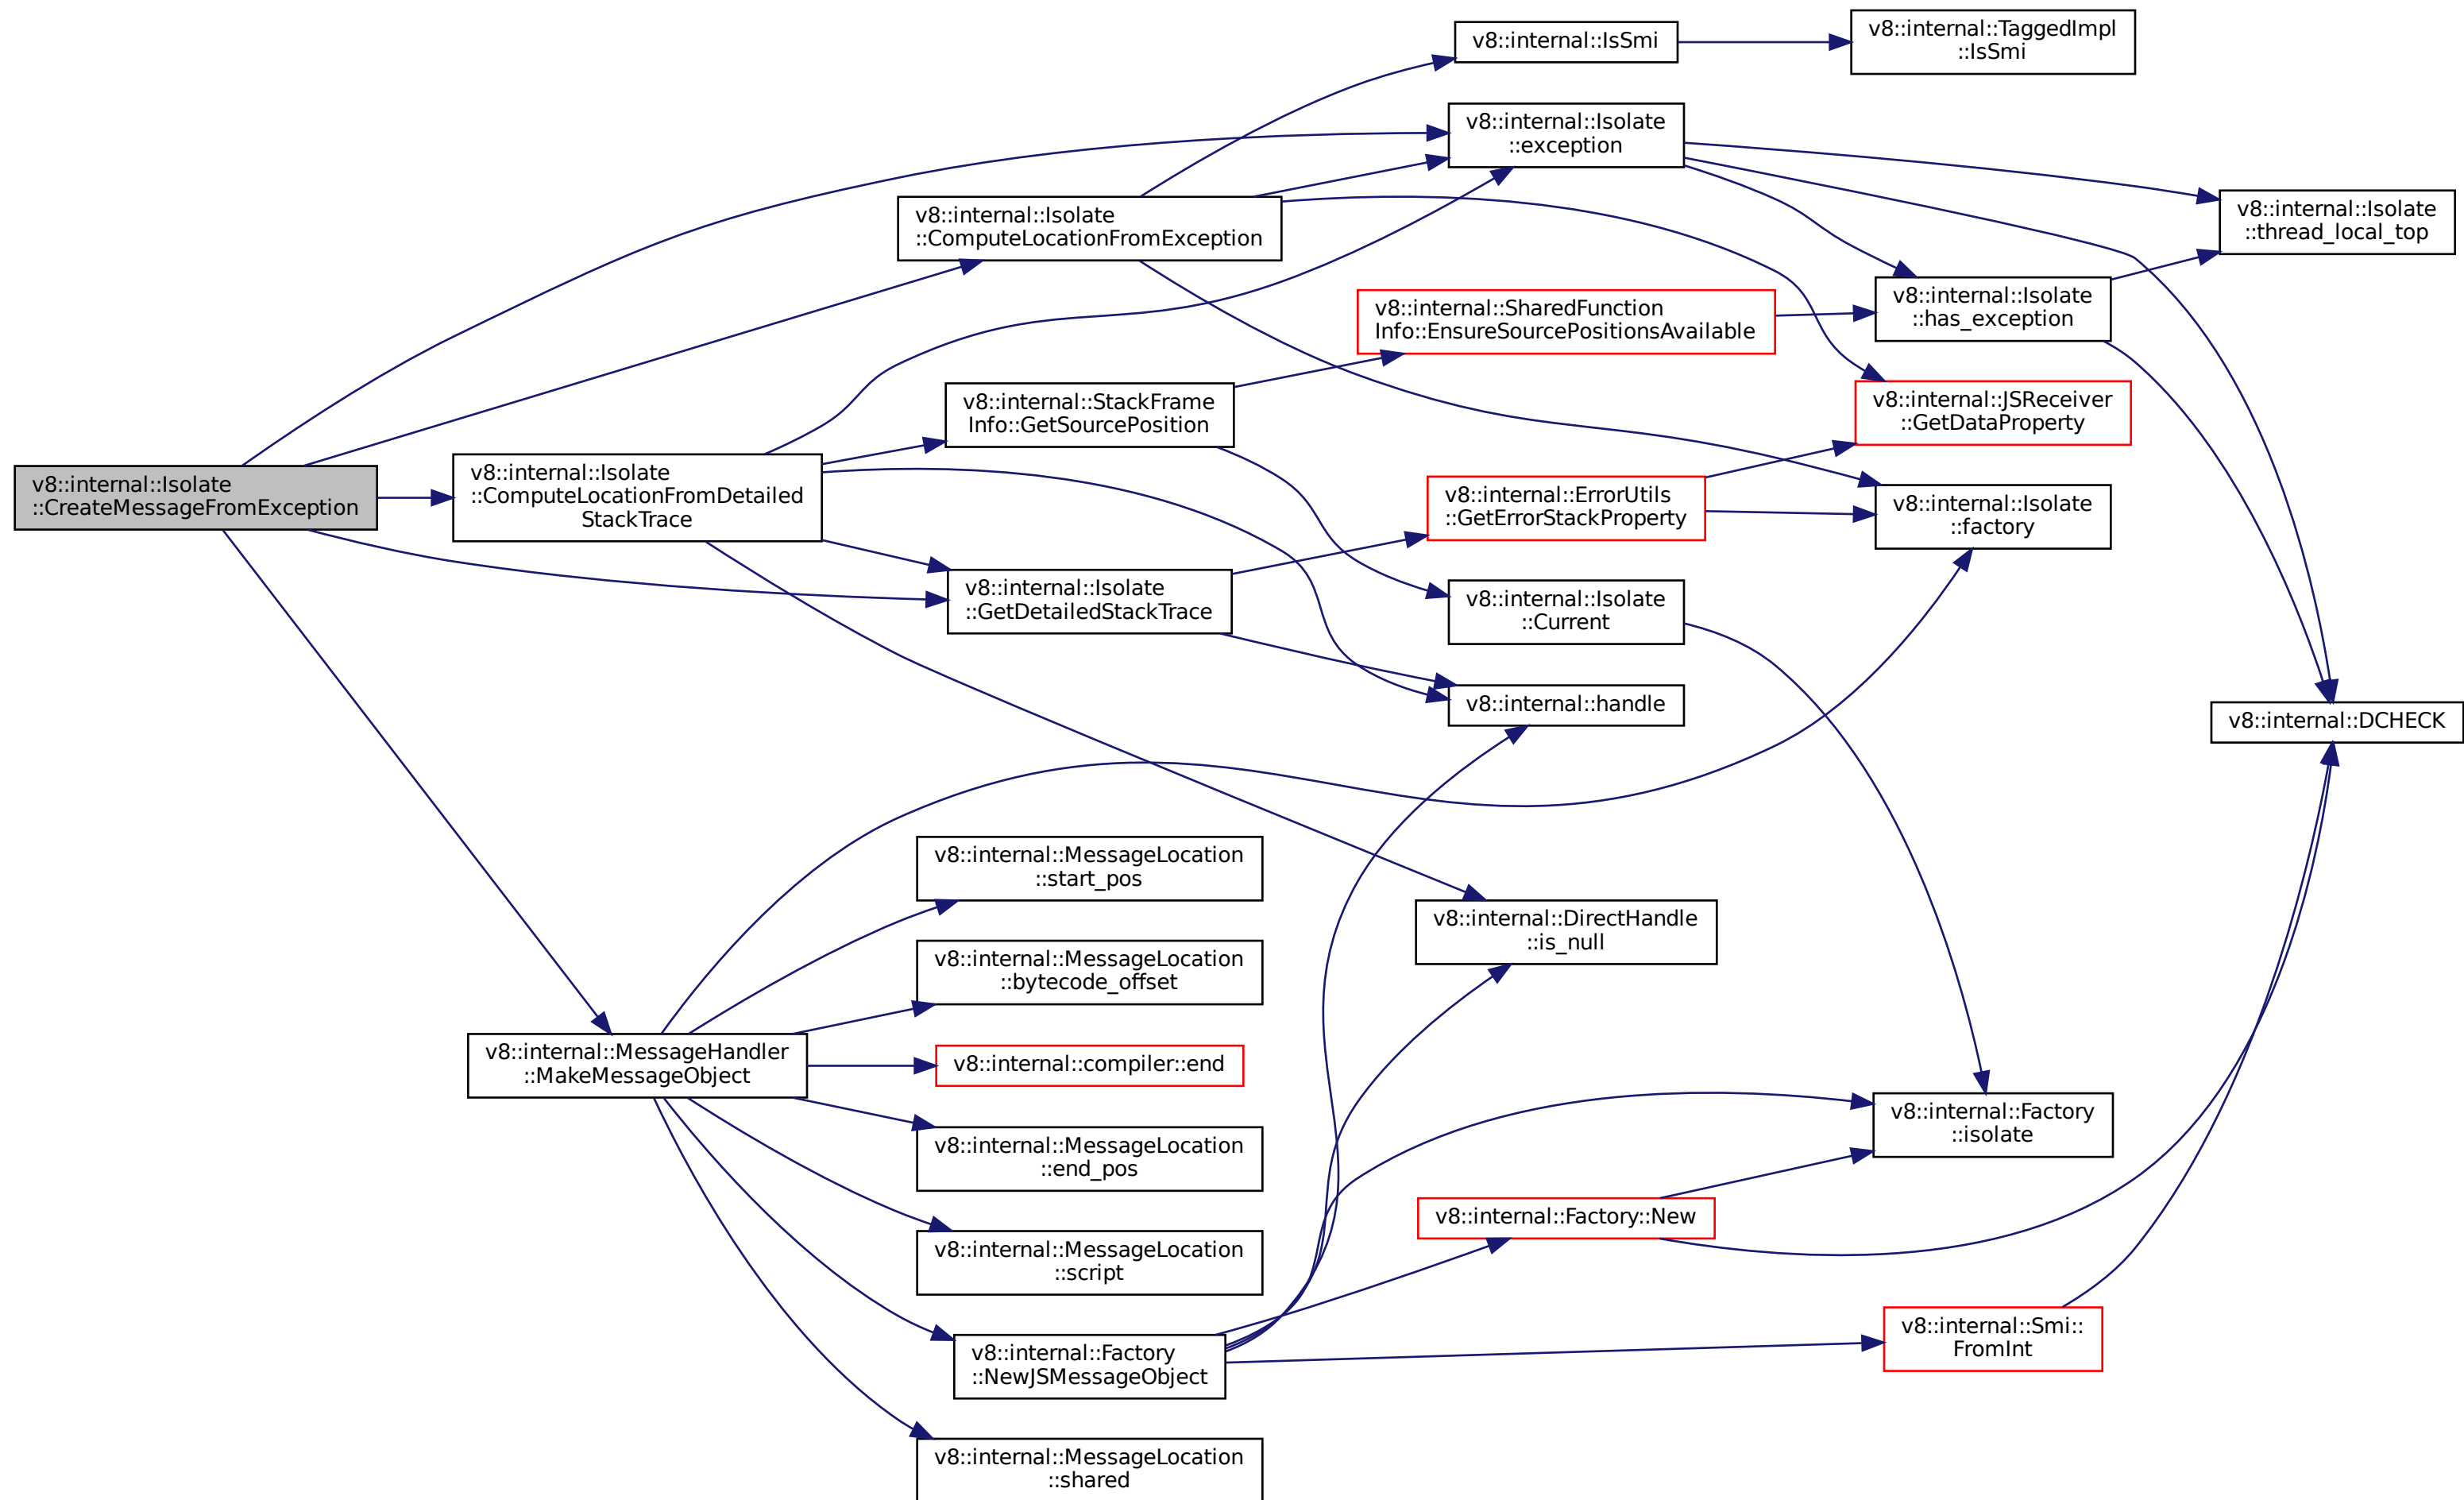 v8::internal::IsSmi
v8::internal::TaggedImpl
::IsSmi
v8::internal::Isolate
::exception
v8::internal::Isolate
::thread_local_top
v8::internal::Isolate
::ComputeLocationFromException
v8::internal::Isolate
::has_exception
v8::internal::SharedFunction
Info::EnsureSourcePositionsAvailable
v8::internal::JSReceiver
::GetDataProperty
v8::internal::StackFrame
Info::GetSourcePosition
v8::internal::Isolate
::CreateMessageFromException
v8::internal::Isolate
::ComputeLocationFromDetailed
StackTrace
v8::internal::ErrorUtils
::GetErrorStackProperty
v8::internal::Isolate
::factory
v8::internal::Isolate
::GetDetailedStackTrace
v8::internal::Isolate
::Current
v8::internal::handle
v8::internal::DCHECK
v8::internal::MessageLocation
::start_pos
v8::internal::DirectHandle
::is_null
v8::internal::MessageLocation
::bytecode_offset
v8::internal::MessageHandler
::MakeMessageObject
v8::internal::compiler::end
v8::internal::Factory
::isolate
v8::internal::MessageLocation
::end_pos
v8::internal::Factory::New
v8::internal::MessageLocation
::script
v8::internal::Smi::
FromInt
v8::internal::Factory
::NewJSMessageObject
v8::internal::MessageLocation
::shared